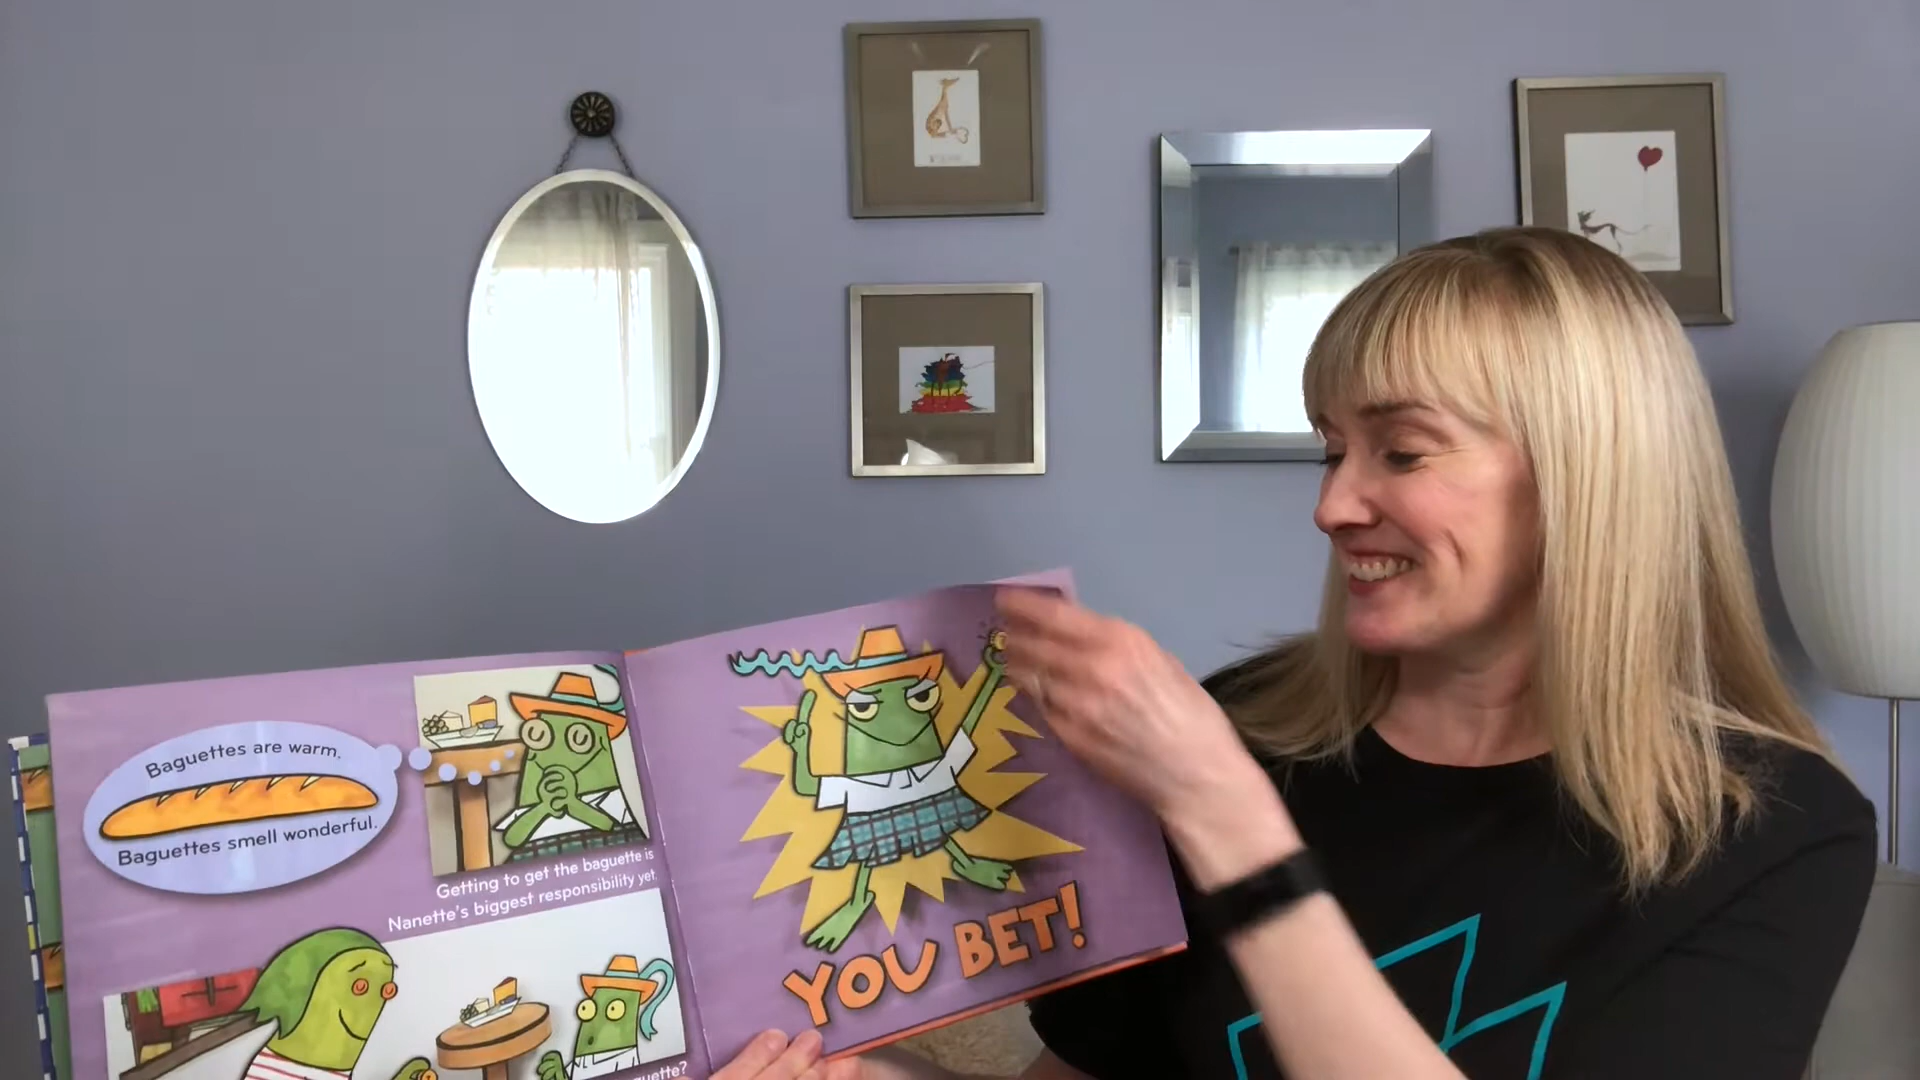 Baguettes are warm.
Baguettes smell wonderful.
Getting to get the baguette is
Nanette's biggest responsibility yet.
YOU BET!